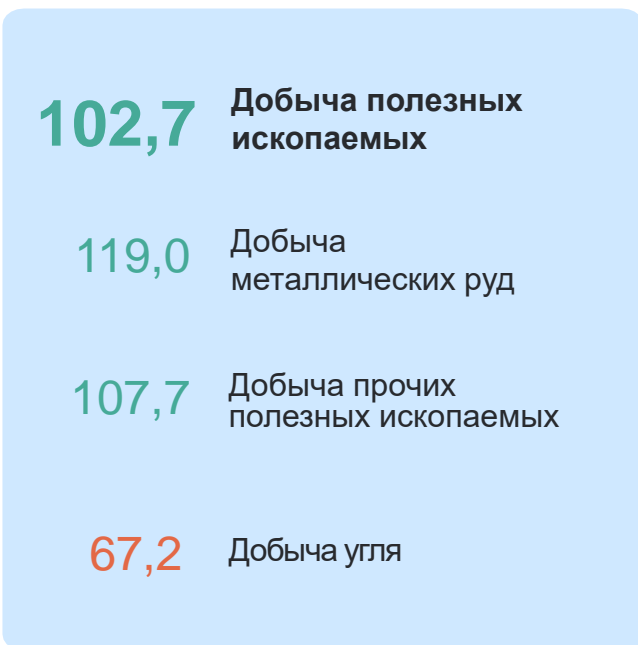 102,7 Добыча полезных
ископаемых
119,0 Добыча
металлических руд
107,7 Добыча прочих
полезных ископаемых
67,2 Добыча угля